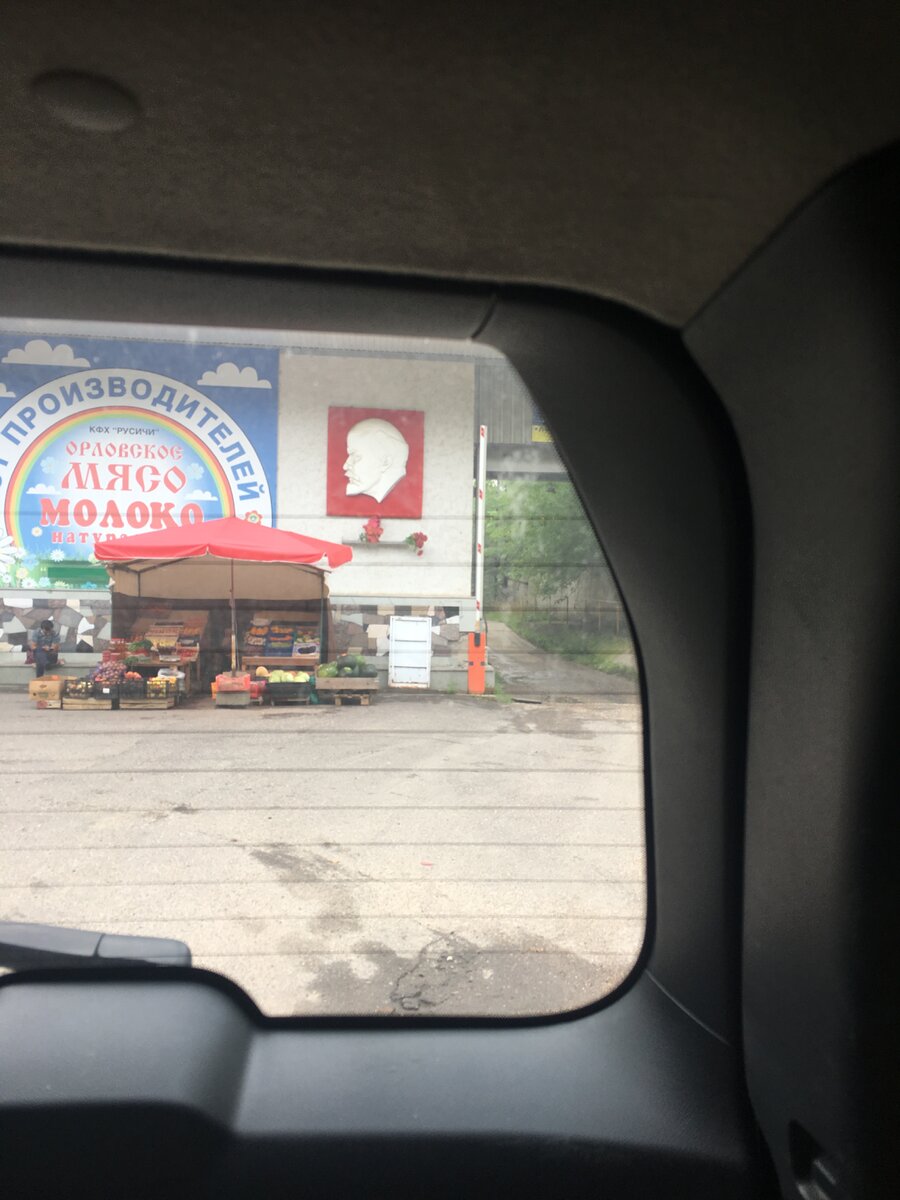 ПРОИЗВОДИТЕЛЕЙ
КФХ "РУСИЧИ"
ОРЛОВСКОЕ
МЯСО
МОЛОКО